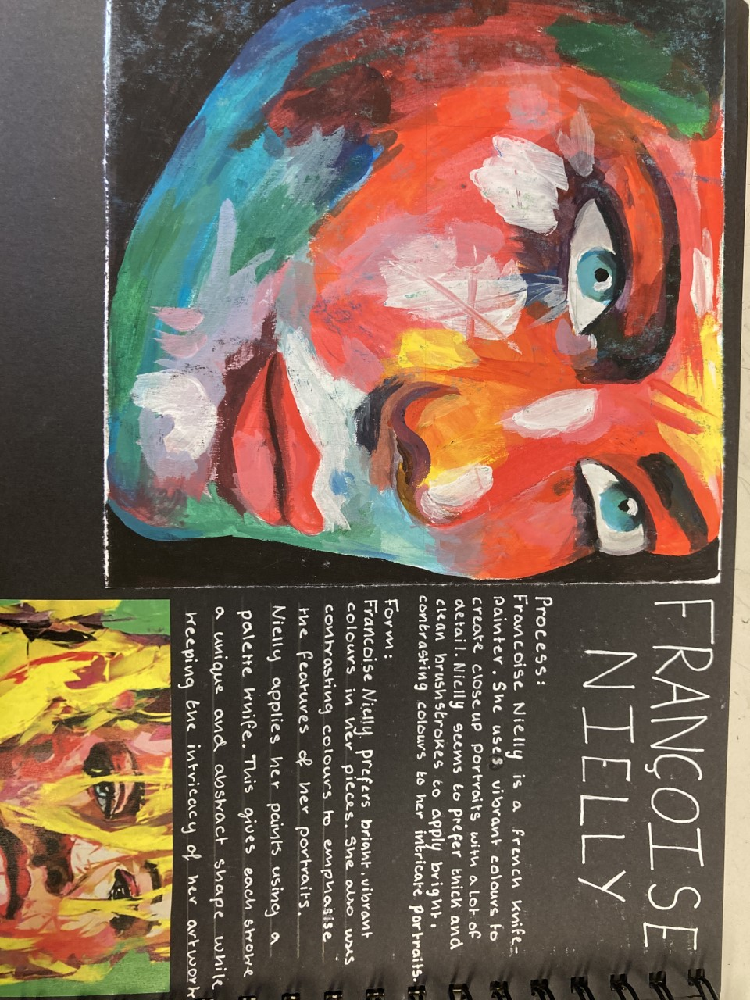 FRANÇOISE
NIELLY
Process:
Francoise Nielly is a french knife-
painter. She uses vibrant colours to
create close up portraits with a lot of
detail. Nielly seems to prefer thick and
clean brushstrokes to apply bright,
contrasting colours to her intricate portraits.
Form:
Francoise Nielly prefers bright, vibrant
colours in her pieces. She also uses
contrasting colours to emphasise
the features of her portraits.
Nielly applies her paints using a
palette knife. This gives each stroke
a unique and abstract shape while
keeping the intricacy of her artwork